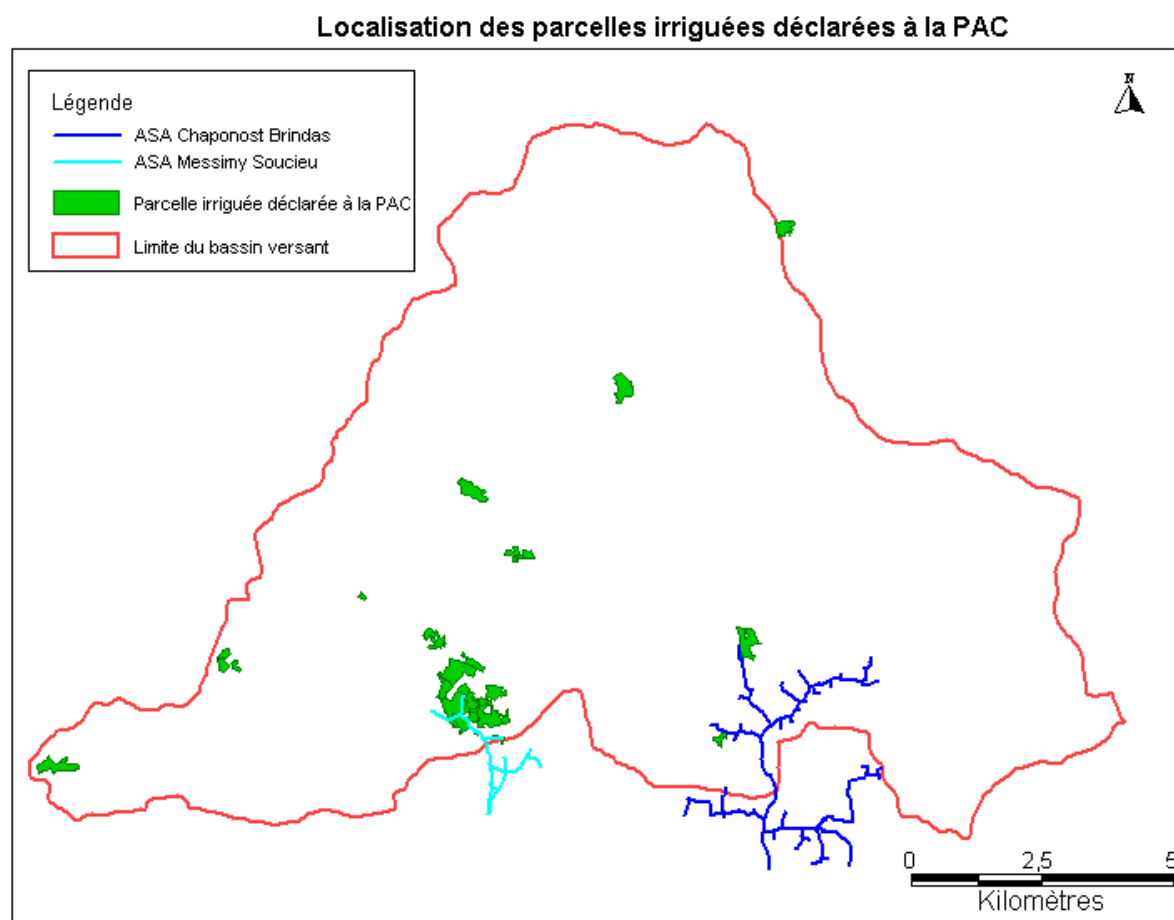 Localisation des parcelles irriguées déclarées à la PAC
N
Légende
ASA Chaponost Brindas
ASA Messimy Soucieu
Parcelle irriguée déclarée à la PAC
Limite du bassin versant
0 2,5 5
Kilomètres